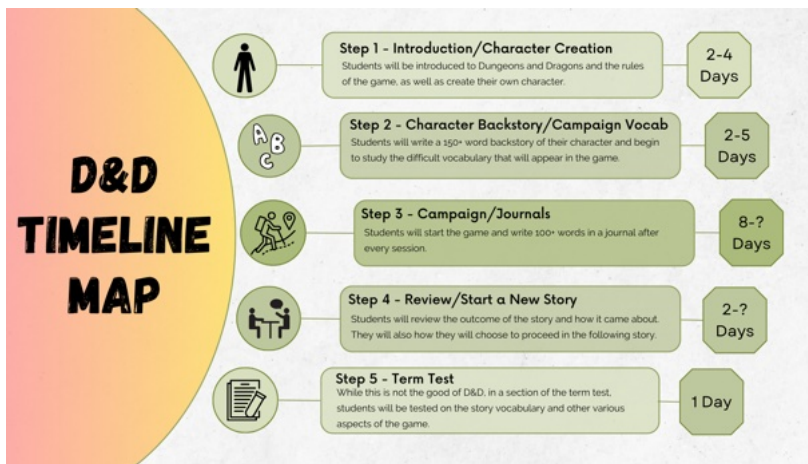 D&D
TIMELINE
MAP
Step 1 - Introduction/Character Creation
Students will be introduced to Dungeons and Dragons and the rules
of the game, as well as create their own character.
2-4
Days
A
B
C
Step 2 - Character Backstory/Campaign Vocab
Students will write a 150+ word backstory of their character and begin
to study the difficult vocabulary that will appear in the game.
2-5
Days
Step 3 - Campaign/Journals
Students will start the game and write 100+ words in a journal after
every session.
8-?
Days
Step 4 - Review/Start a New Story
Students will review the outcome of the story and how it came about.
They will also how they will choose to proceed in the following story.
2-?
Days
Step 5 - Term Test
While this is not the good of D&D, in a section of the term test,
students will be tested on the story vocabulary and other various
aspects of the game.
1 Day